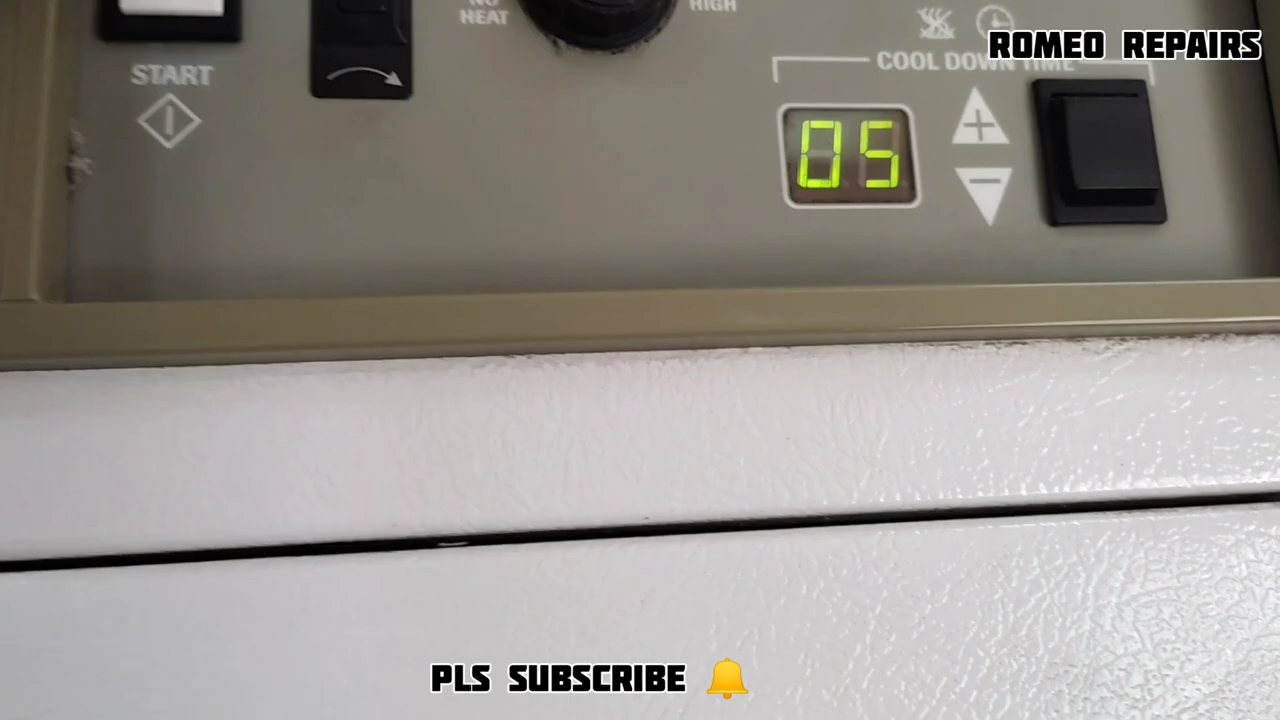 NO
HEAT
HIGH
ROMEO REPAIRS
START
COOL DOWN TIME
05
PLS SUBSCRIBE